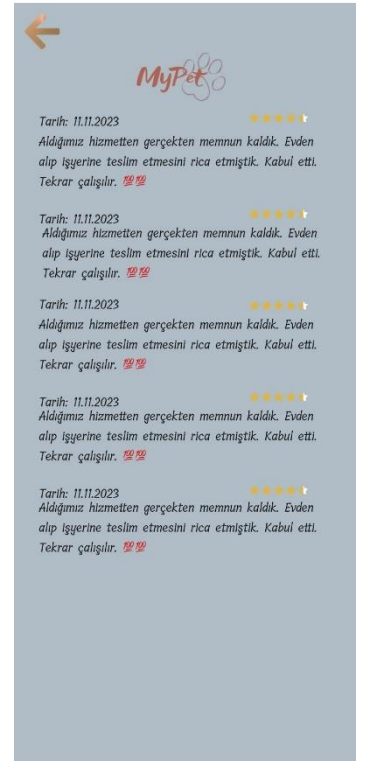 MyPet
Tarih: 11.11.2023
Aldığımız hizmetten gerçekten memnun kaldık. Evden
alıp işyerine teslim etmesini rica etmiştik. Kabul etti.
Tekrar çalışılır. 💯💯
Tarih: 11.11.2023
Aldığımız hizmetten gerçekten memnun kaldık. Evden
alıp işyerine teslim etmesini rica etmiştik. Kabul etti.
Tekrar çalışılır. 💯💯
Tarih: 11.11.2023
Aldığımız hizmetten gerçekten memnun kaldık. Evden
alıp işyerine teslim etmesini rica etmiştik. Kabul etti.
Tekrar çalışılır. 💯💯
Tarih: 11.11.2023
Aldığımız hizmetten gerçekten memnun kaldık. Evden
alıp işyerine teslim etmesini rica etmiştik. Kabul etti.
Tekrar çalışılır. 💯💯
Tarih: 11.11.2023
Aldığımız hizmetten gerçekten memnun kaldık. Evden
alıp işyerine teslim etmesini rica etmiştik. Kabul etti.
Tekrar çalışılır. 💯💯